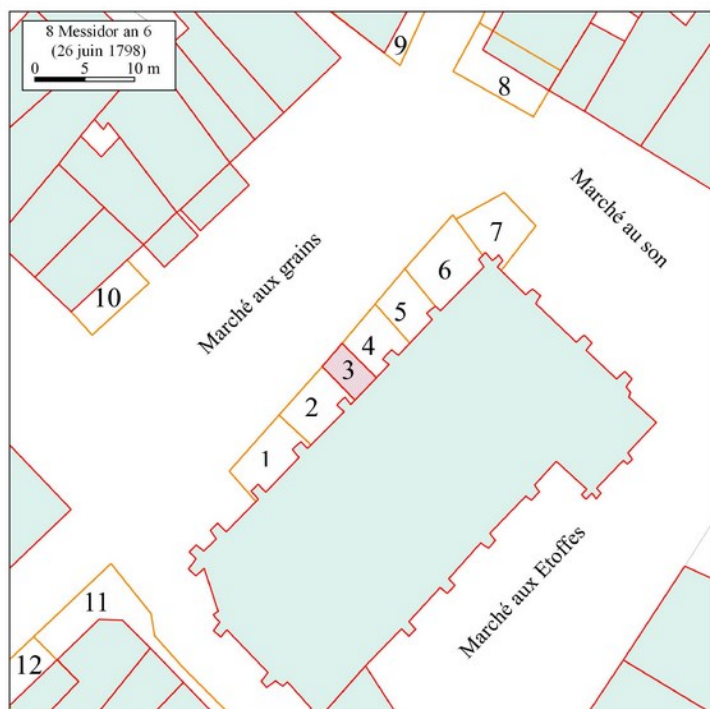 8 Messidor an 6
(26 juin 1798)
0 5 10 m
9
8
Marché au son
7
Marché aux grains
6
10
5
4
3
2
1
Marché aux Etoffes
11
12